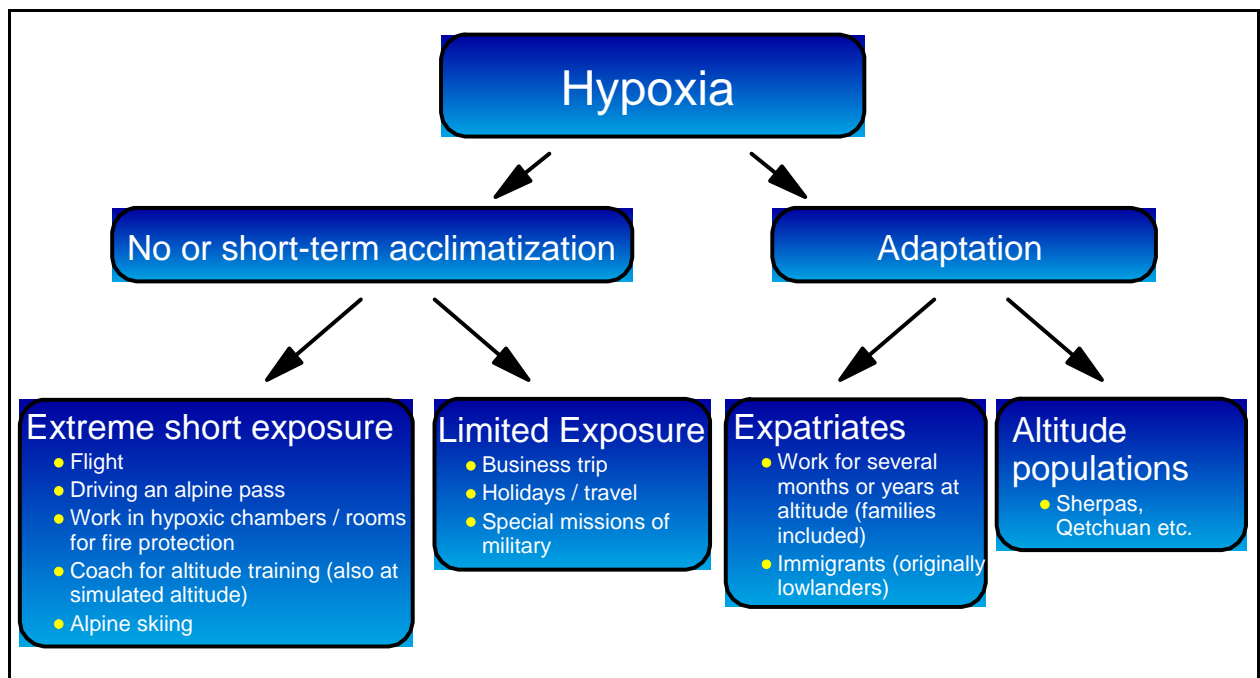 Hypoxia
No or short-term acclimatization
Adaptation
Extreme short exposure
Flight
Driving an alpine pass
Work in hypoxic chambers / rooms
for fire protection
Coach for altitude training (also at
simulated altitude)
Alpine skiing
Limited Exposure
Business trip
Holidays / travel
Special missions of
military
Expatriates
Work for several
months or years at
altitude (families
included)
Immigrants (originally
lowlanders)
Altitude
populations
Sherpas,
Qetchuan etc.